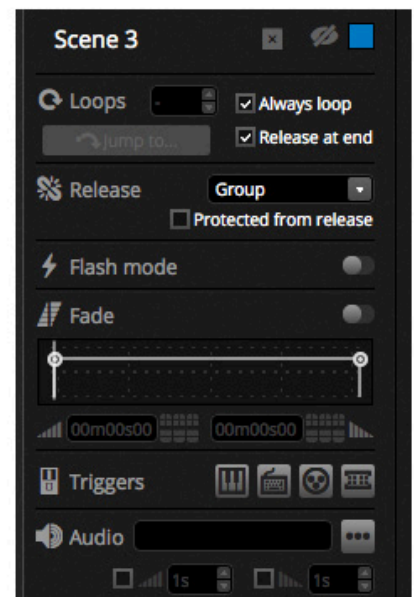 Scene 3
Loops - Always loop
Jump to... Release at end
Release Group
Protected from release
Flash mode
Fade
00m00s00 00m00s00
Triggers
Audio
1s 1s